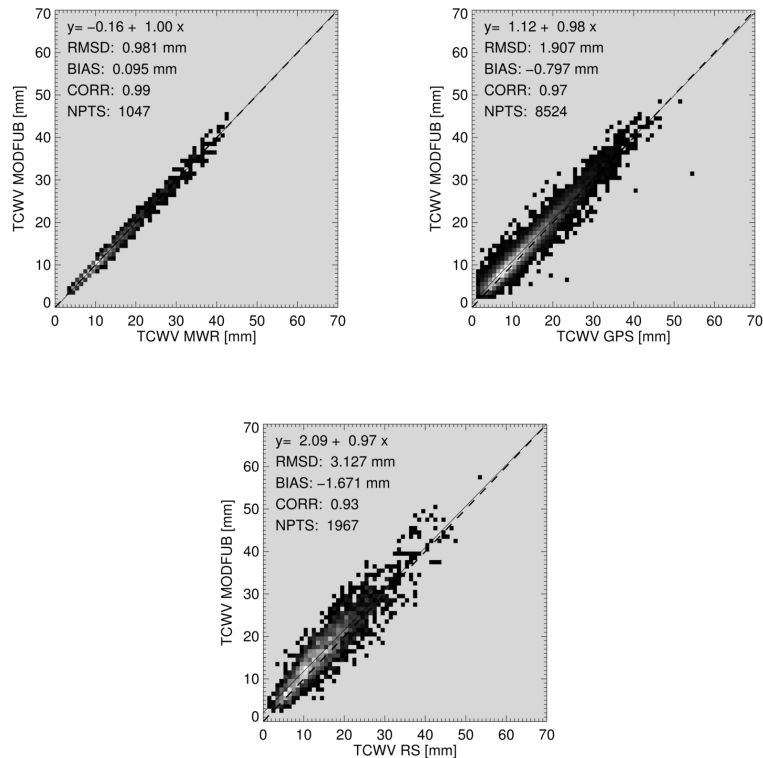 70
60
50
40
30
20
10
0
TCWV MODFUB [mm]
y= −0.16 + 1.00 x
RMSD: 0.981 mm
BIAS: 0.095 mm
CORR: 0.99
NPTS: 1047
0 10 20 30 40 50 60 70
TCWV MWR [mm]
70
60
50
40
30
20
10
0
TCWV MODFUB [mm]
y= 1.12 + 0.98 x
RMSD: 1.907 mm
BIAS: −0.797 mm
CORR: 0.97
NPTS: 8524
0 10 20 30 40 50 60 70
TCWV GPS [mm]
70
60
50
40
30
20
10
0
TCWV MODFUB [mm]
y= 2.09 + 0.97 x
RMSD: 3.127 mm
BIAS: −1.671 mm
CORR: 0.93
NPTS: 1967
0 10 20 30 40 50 60 70
TCWV RS [mm]